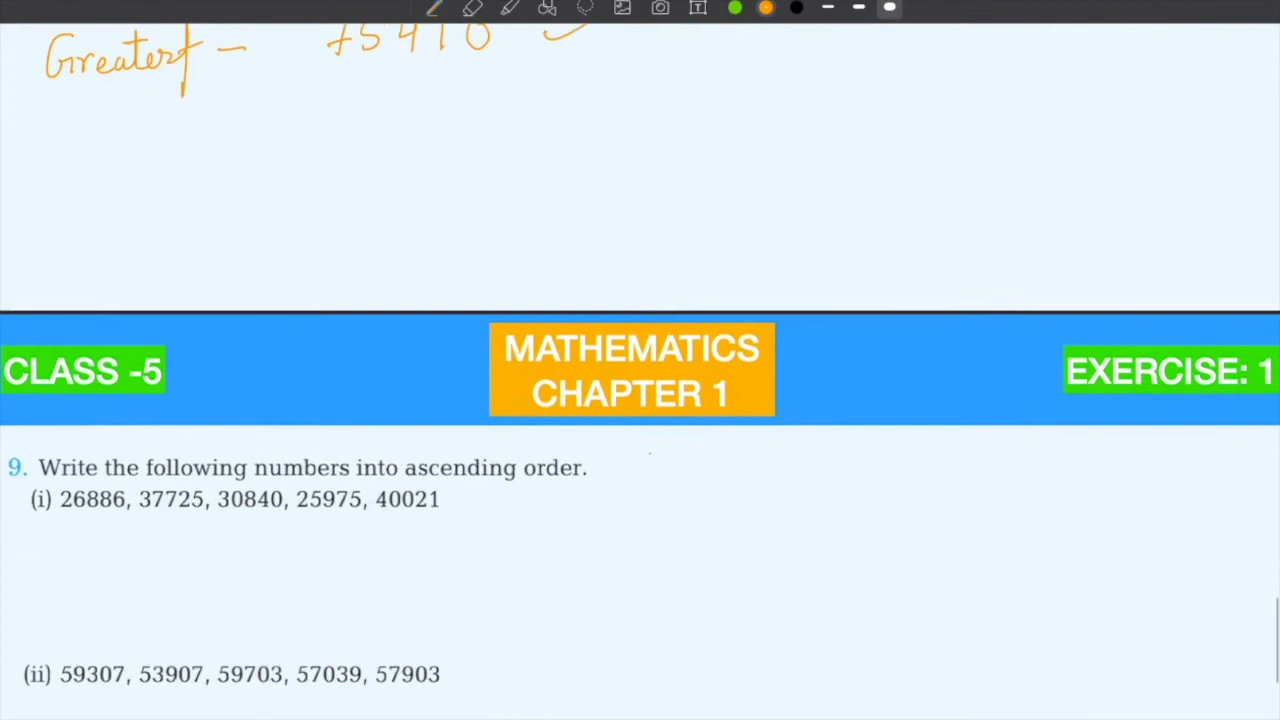 Greatest - 75410
CLASS -5
MATHEMATICS
CHAPTER 1
EXERCISE: 1
9. Write the following numbers into ascending order.
(i) 26886, 37725, 30840, 25975, 40021
(ii) 59307, 53907, 59703, 57039, 57903